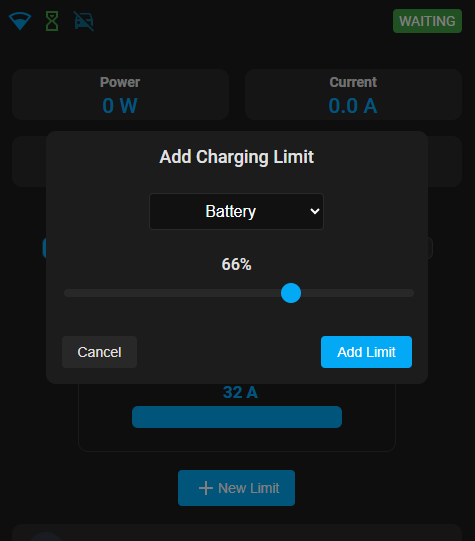 WAITING
Power
Current
0 W
0.0 A
Add Charging Limit
Battery
66%
Cancel
Add Limit
32 A
New Limit